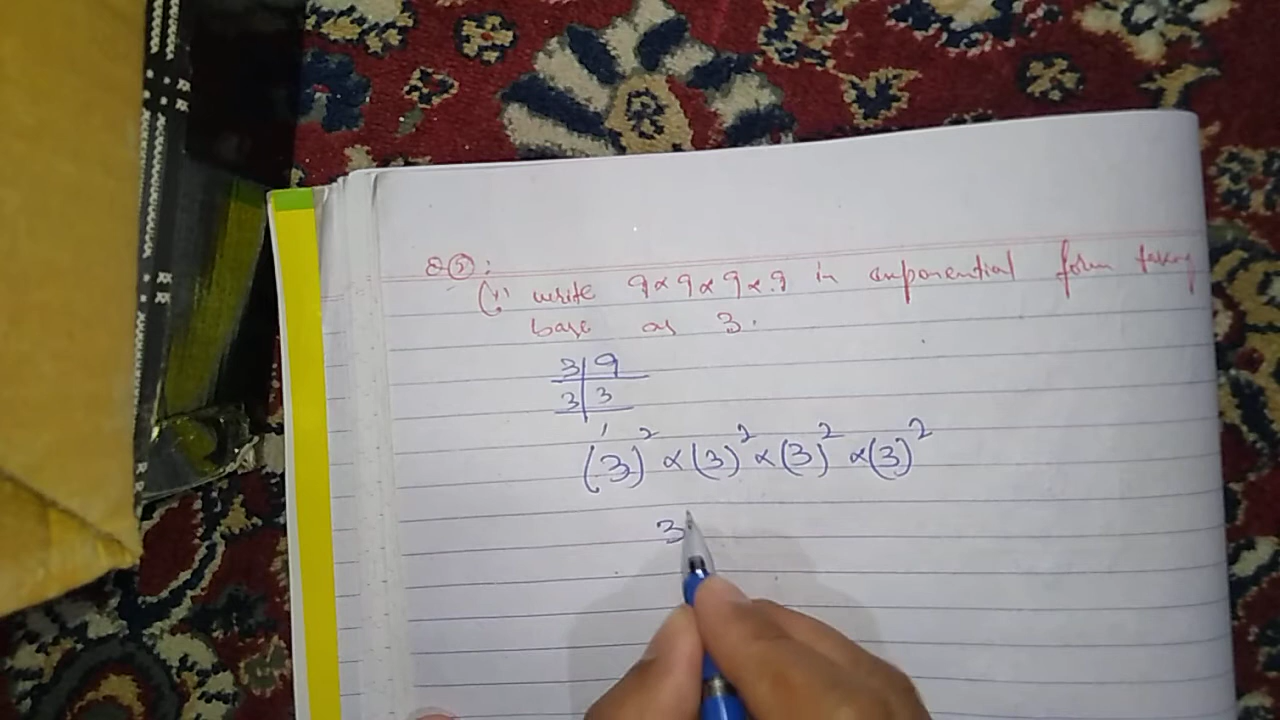 Q⑤:
(i) write 9×9×9×9 in exponential form taking
base as 3.
3|9
3|3
1
(3)² × (3)² × (3)² × (3)²
3